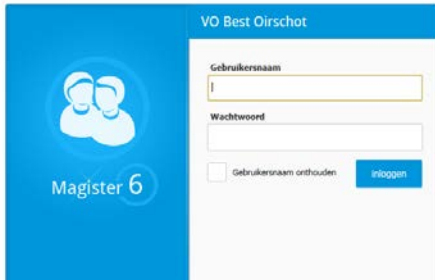 VO Best Oirschot
Gebruikersnaam
Wachtwoord
Gebruikersnaam onthouden
inloggen
Magister 6